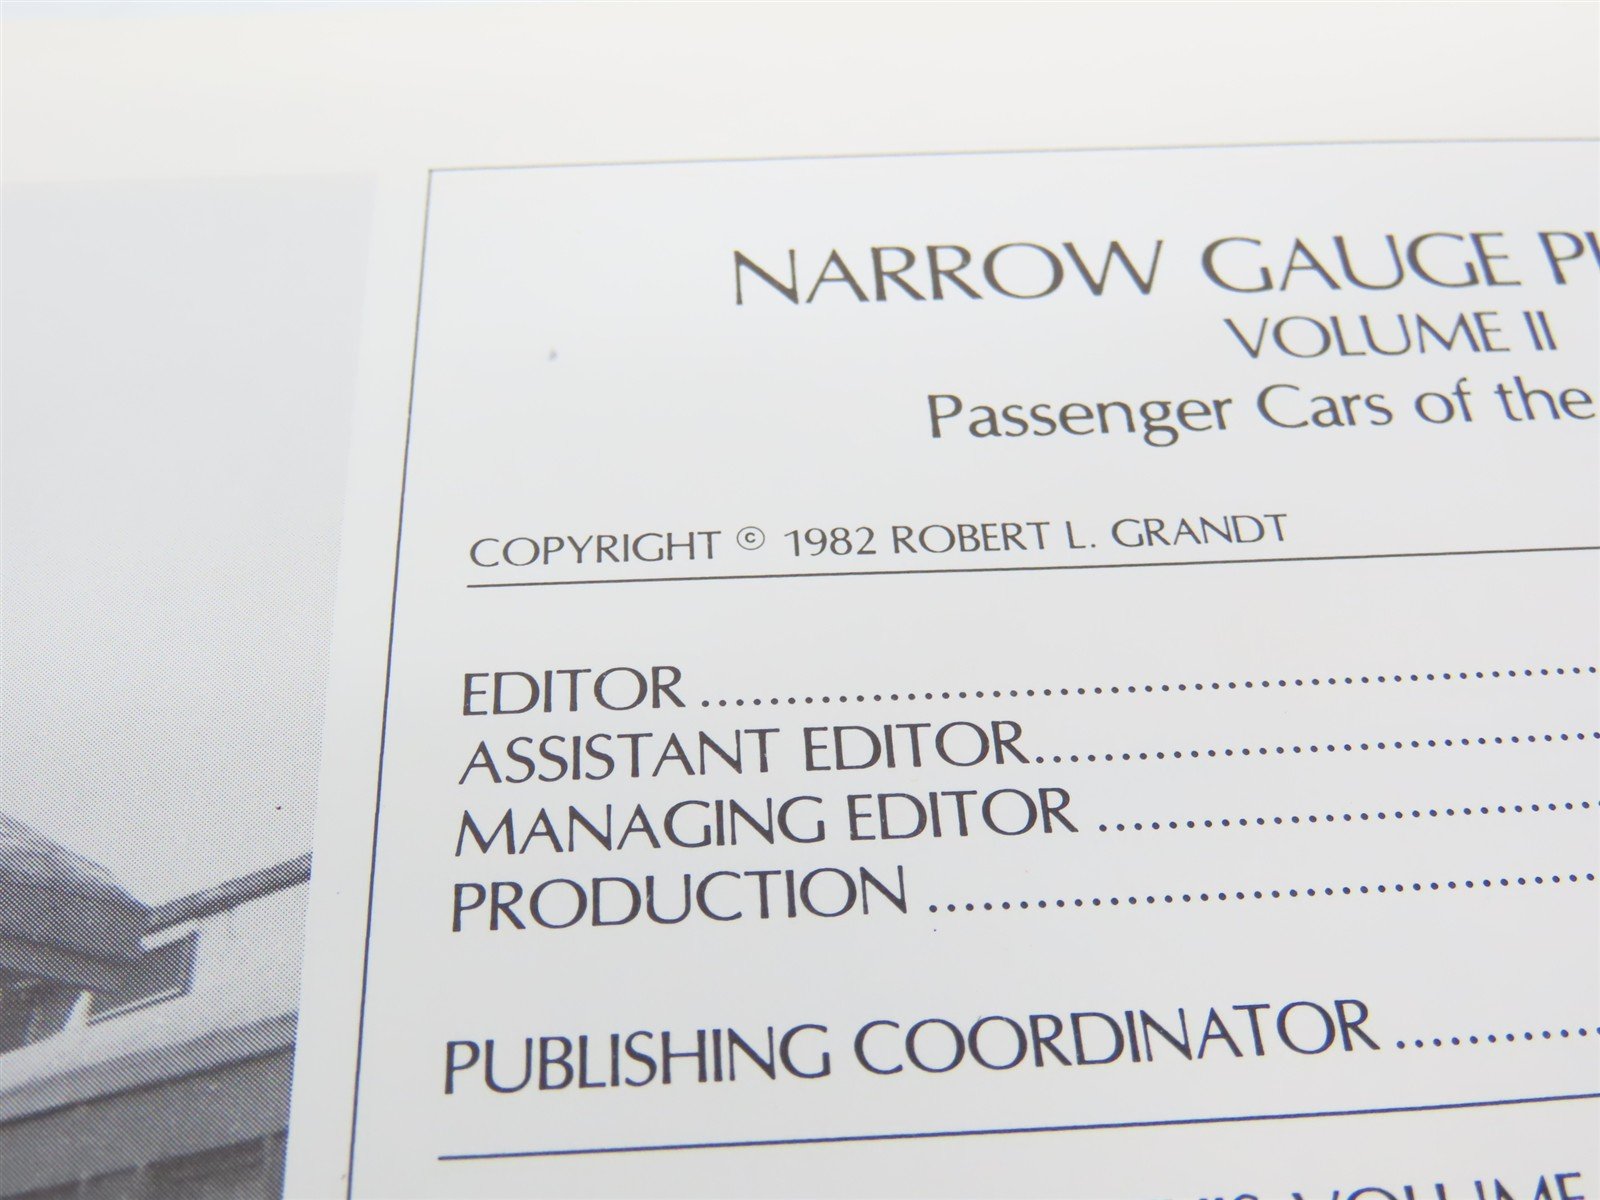 NARROW GAUGE
VOLUME II
Passenger Cars of the
COPYRIGHT © 1982 ROBERT L. GRANDT
EDITOR ........................................
ASSISTANT EDITOR........................
MANAGING EDITOR ........................
PRODUCTION ................................
PUBLISHING COORDINATOR ..........
VOLUME